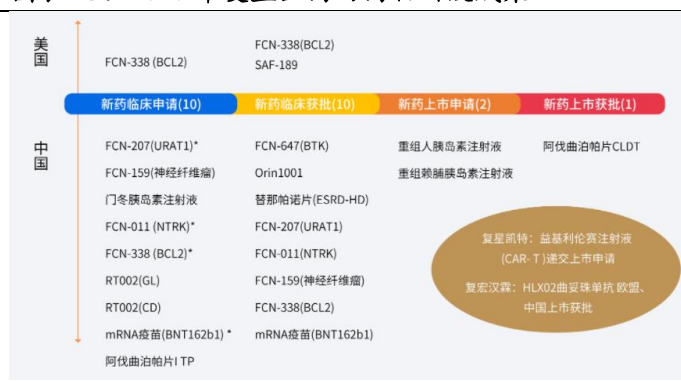 美国
FCN-338 (BCL2)
FCN-338(BCL2)
SAF-189
新药临床申请(10)
新药临床获批(10)
新药上市申请(2)
新药上市获批(1)
中国
FCN-207(URAT1)*
FCN-159(神经纤维瘤)
门冬胰岛素注射液
FCN-011 (NTRK)*
FCN-338 (BCL2)*
RT002(GL)
RT002(CD)
mRNA疫苗(BNT162b1) *
阿伐曲泊帕片I TP
FCN-647(BTK)
Orin1001
替那帕诺片(ESRD-HD)
FCN-207(URAT1)
FCN-011(NTRK)
FCN-159(神经纤维瘤)
FCN-338(BCL2)
mRNA疫苗(BNT162b1)
重组人胰岛素注射液
重组赖脯胰岛素注射液
阿伐曲泊帕片CLDT
复星凯特：益基利伦赛注射液
(CAR- T )递交上市申请
复宏汉霖：HLX02曲妥珠单抗 欧盟、
中国上市获批